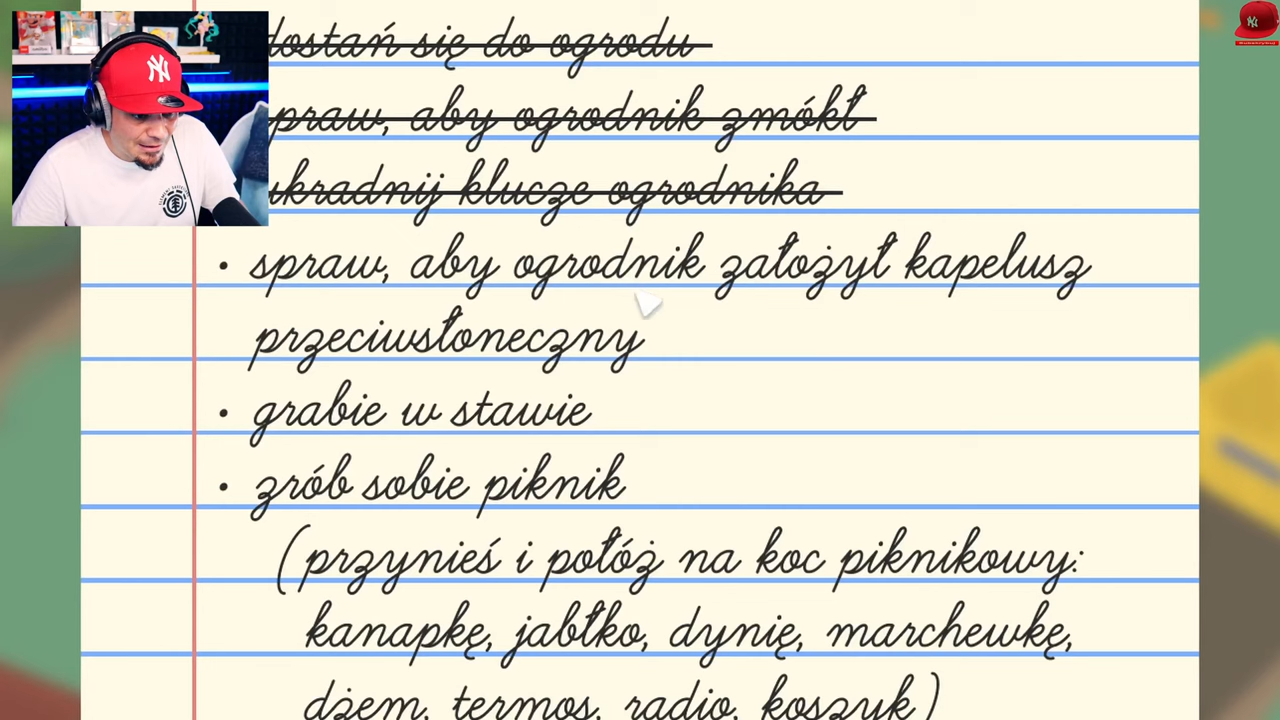 dostań się do ogrodu
spraw, aby ogrodnik zmókł
ukradnij klucze ogrodnika
• spraw, aby ogrodnik założył kapelusz
przeciwsłoneczny
• grabie w stawie
• zrób sobie piknik
(przynieś i połóż na koc piknikowy:
kanapkę, jabłko, dynię, marchewkę,
dżem, termos, radio, koszyk)